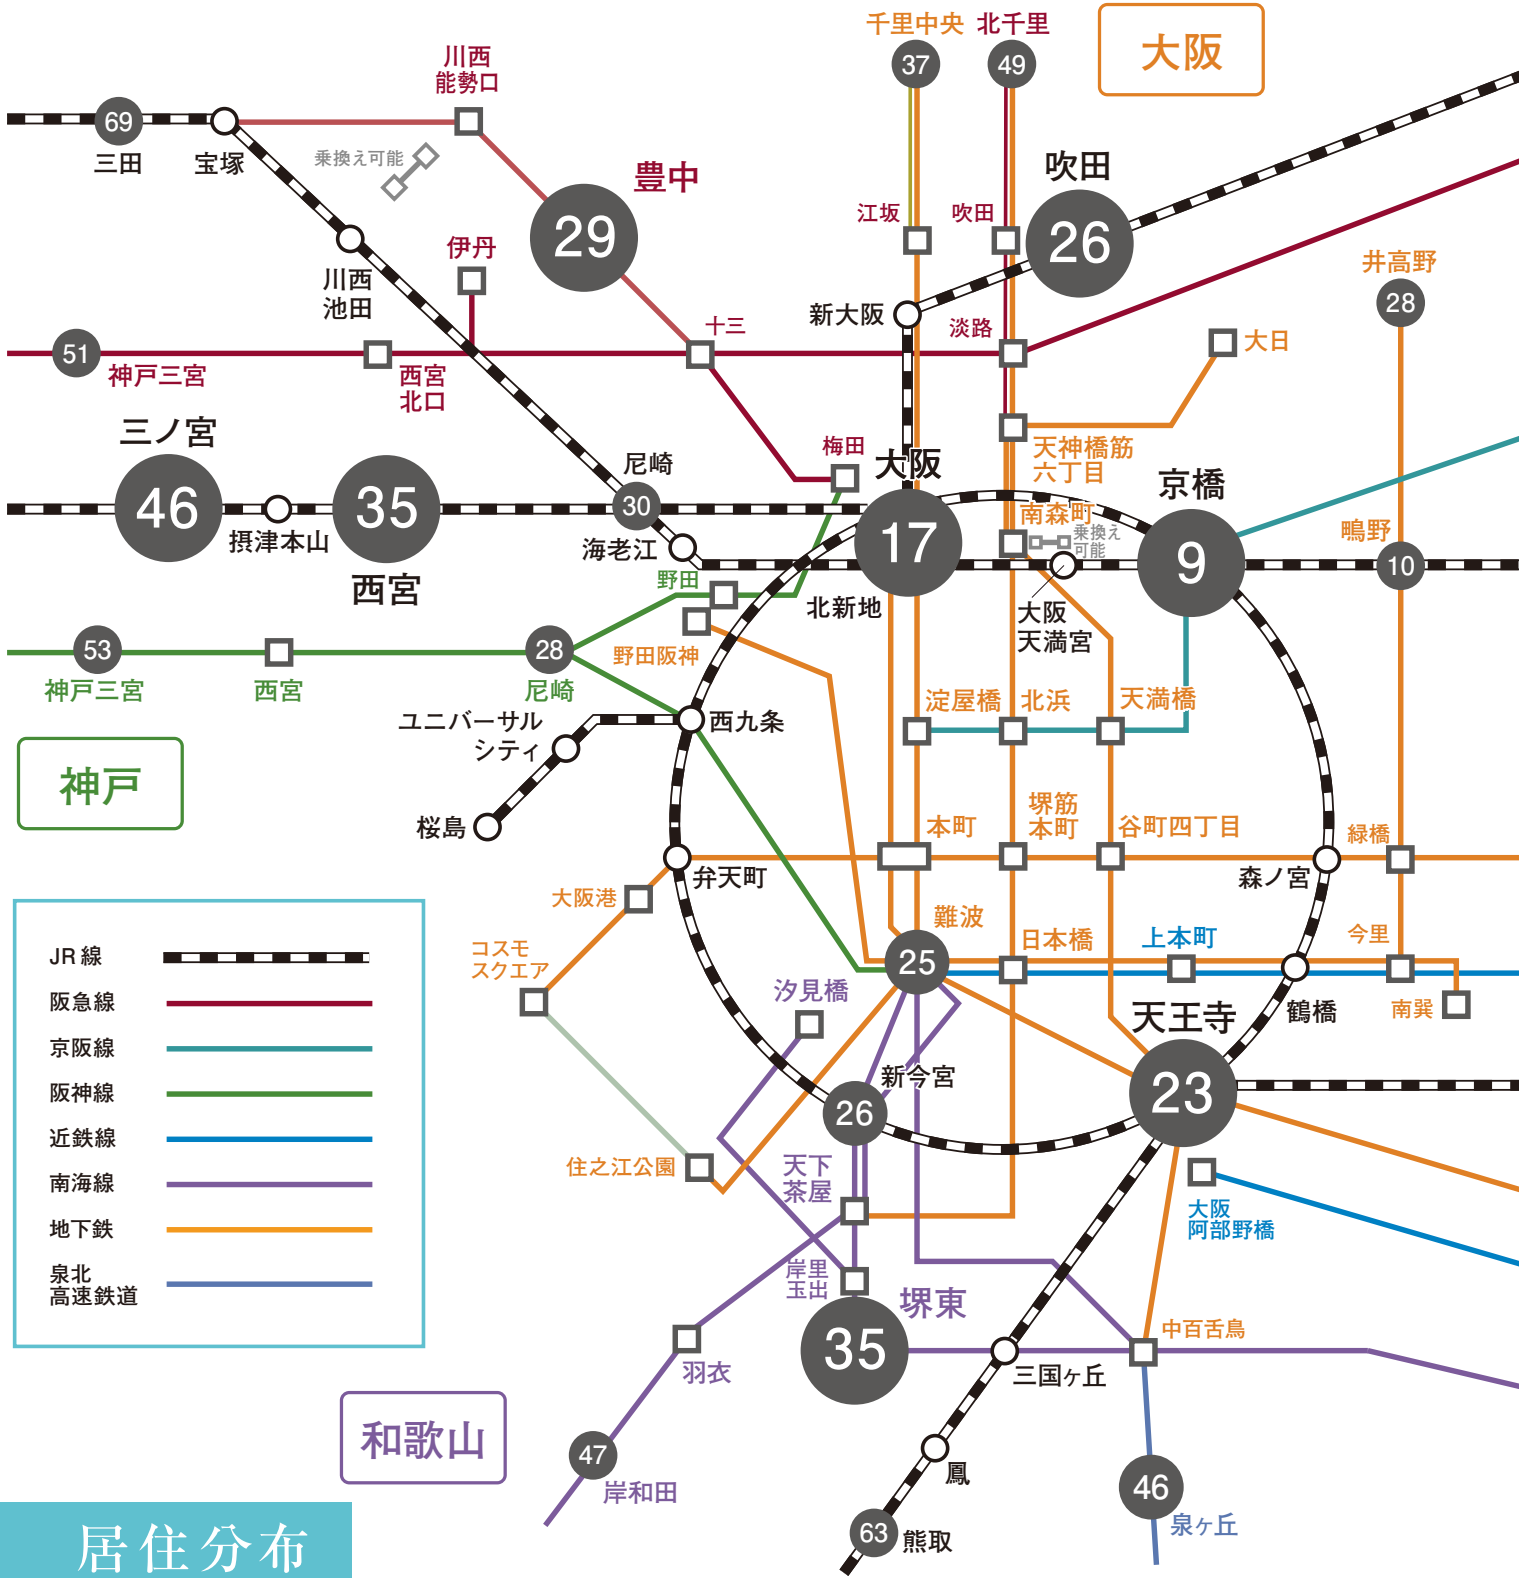 千里中央
37
北千里
49
大阪
川西
能勢口
69
三田
宝塚
乗換え可能
豊中
29
吹田
26
江坂
吹田
伊丹
川西
池田
井高野
28
新大阪
淡路
大日
十三
51
神戸三宮
西宮
北口
三ノ宮
46
摂津本山
35
西宮
尼崎
30
海老江
梅田
大阪
17
北新地
天神橋筋
六丁目
南森町
乗換え
可能
大阪
天満宮
京橋
9
鴫野
10
野田
野田阪神
53
神戸三宮
西宮
28
尼崎
ユニバーサル
シティ
西九条
桜島
淀屋橋
北浜
天満橋
神戸
本町
堺筋
本町
谷町四丁目
緑橋
森ノ宮
弁天町
大阪港
コスモ
スクエア
難波
25
日本橋
上本町
今里
鶴橋
南巽
汐見橋
天王寺
23
新今宮
26
住之江公園
天下
茶屋
大阪
阿部野橋
岸里
玉出
堺東
35
中百舌鳥
三国ヶ丘
羽衣
47
岸和田
鳳
63
熊取
46
泉ヶ丘
JR線
阪急線
京阪線
阪神線
近鉄線
南海線
地下鉄
泉北
高速鉄道
和歌山
居住分布